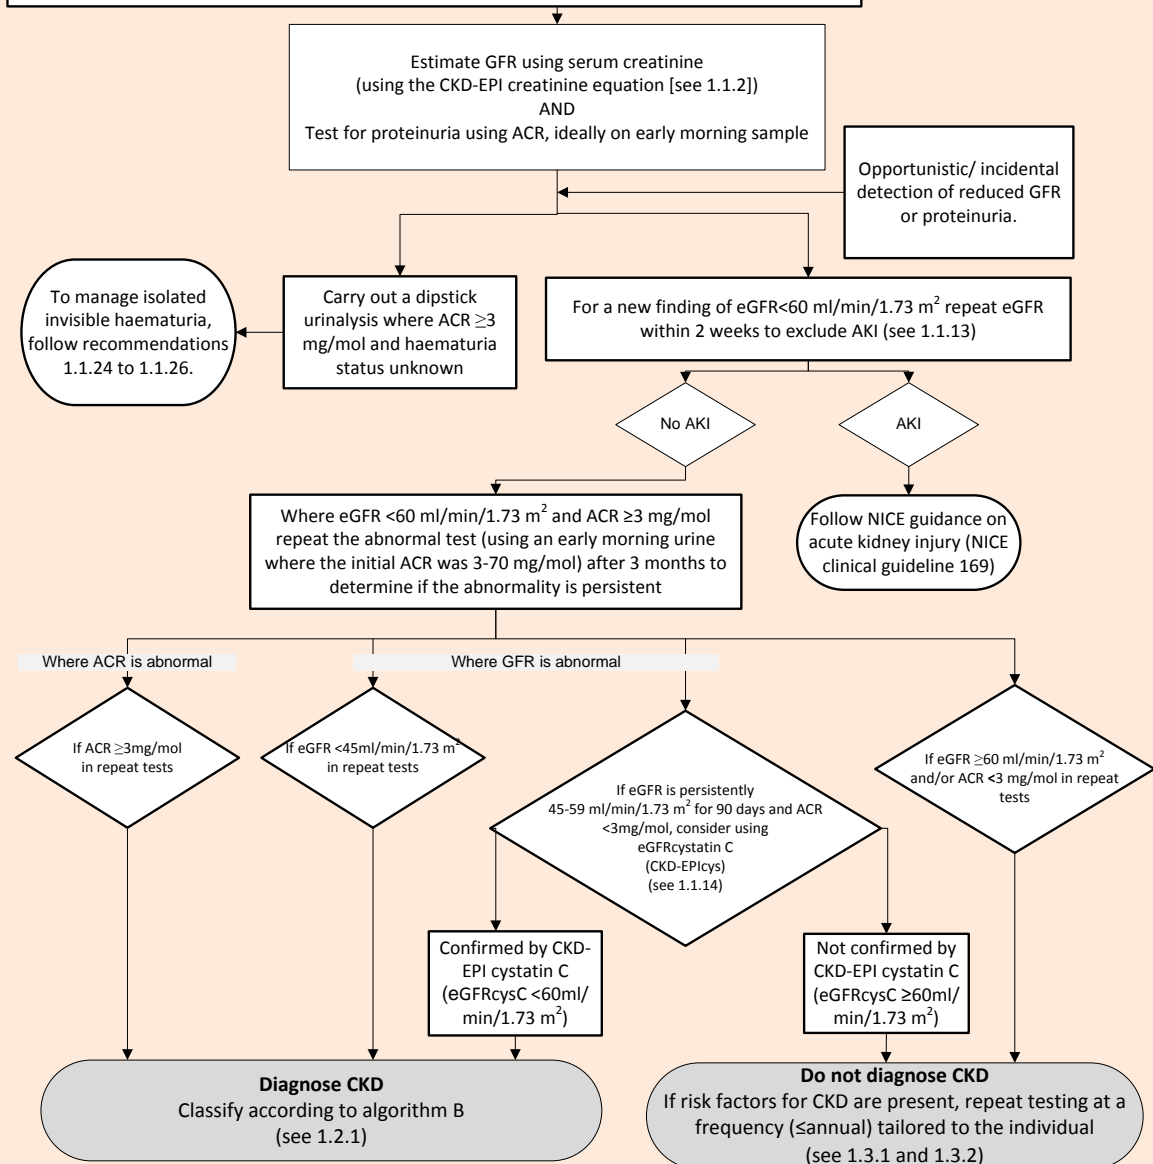 Estimate GFR using serum creatinine
(using the CKD-EPI creatinine equation [see 1.1.2])
AND
Test for proteinuria using ACR, ideally on early morning sample
Opportunistic/ incidental
detection of reduced GFR
or proteinuria.
To manage isolated
invisible haematuria,
follow recommendations
1.1.24 to 1.1.26.
Carry out a dipstick
urinalysis where ACR ≥3
mg/mol and haematuria
status unknown
For a new finding of eGFR<60 ml/min/1.73 m² repeat eGFR
within 2 weeks to exclude AKI (see 1.1.13)
No AKI
AKI
Where eGFR <60 ml/min/1.73 m² and ACR ≥3 mg/mol
repeat the abnormal test (using an early morning urine
where the initial ACR was 3-70 mg/mol) after 3 months to
determine if the abnormality is persistent
Follow NICE guidance on
acute kidney injury (NICE
clinical guideline 169)
Where ACR is abnormal
Where GFR is abnormal
If ACR ≥3mg/mol
in repeat tests
If eGFR <45ml/min/1.73 m²
in repeat tests
If eGFR is persistently
45-59 ml/min/1.73 m² for 90 days and ACR
<3mg/mol, consider using
eGFRcystatin C
(CKD-EPIcys)
(see 1.1.14)
If eGFR ≥60 ml/min/1.73 m²
and/or ACR <3 mg/mol in repeat
tests
Confirmed by CKD-
EPI cystatin C
(eGFRcysC <60ml/
min/1.73 m²)
Not confirmed by
CKD-EPI cystatin C
(eGFRcysC ≥60ml/
min/1.73 m²)
Diagnose CKD
Classify according to algorithm B
(see 1.2.1)
Do not diagnose CKD
If risk factors for CKD are present, repeat testing at a
frequency (≤annual) tailored to the individual
(see 1.3.1 and 1.3.2)